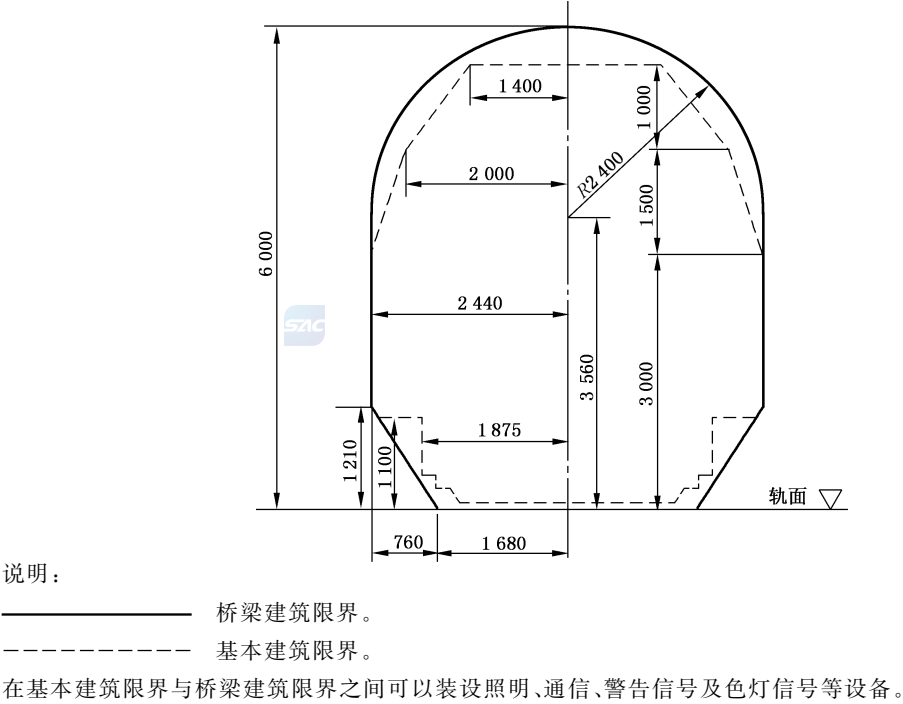 1 400
1 000
2 000
R2 400
1 500
6 000
2 440
SAC
3 560
3 000
1 875
1 210
1 100
轨面
760
1 680
说明：
桥梁建筑限界。
基本建筑限界。
在基本建筑限界与桥梁建筑限界之间可以装设照明、通信、警告信号及色灯信号等设备。